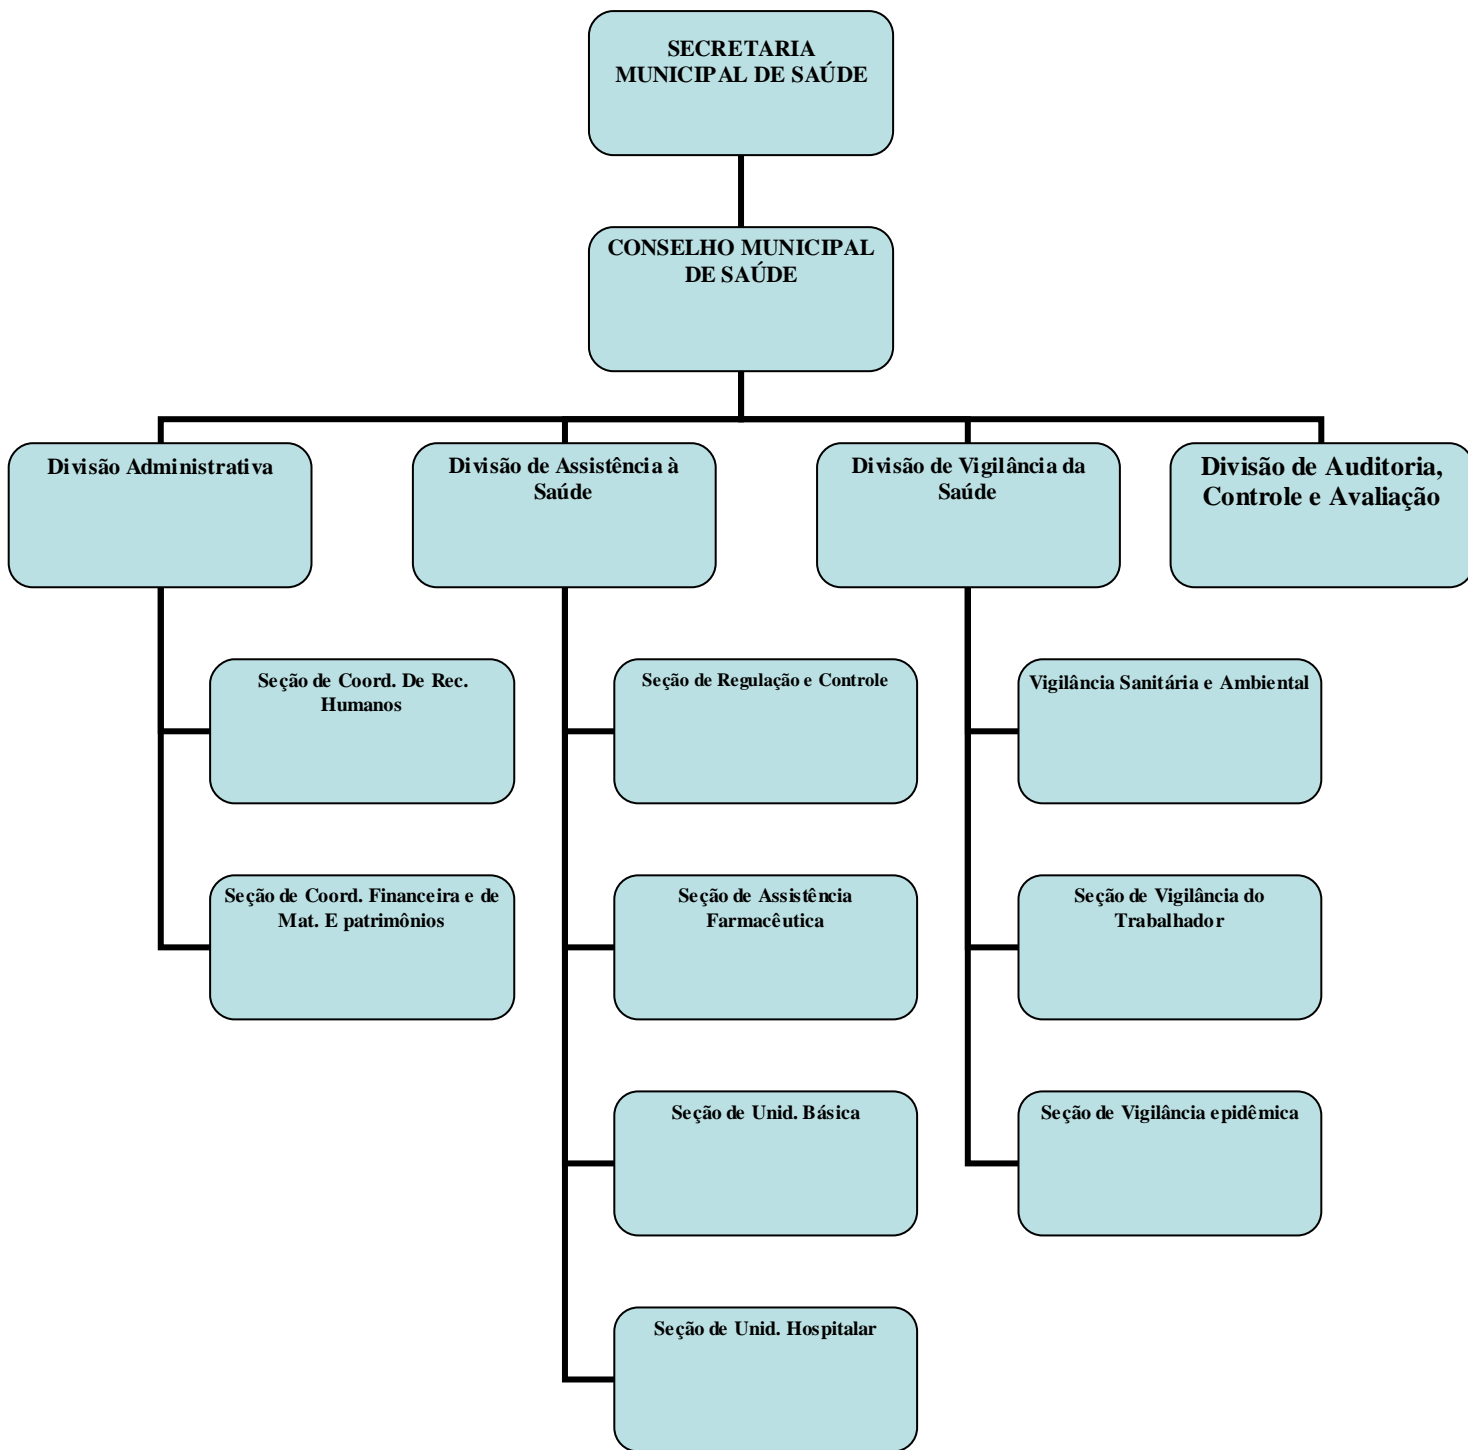 SECRETARIA
MUNICIPAL DE SAÚDE
CONSELHO MUNICIPAL
DE SAÚDE
Divisão Administrativa
Divisão de Assistência à
Saúde
Divisão de Vigilância da
Saúde
Divisão de Auditoria,
Controle e Avaliação
Seção de Coord. De Rec.
Humanos
Seção de Regulação e Controle
Vigilância Sanitária e Ambiental
Seção de Coord. Financeira e de
Mat. E patrimônios
Seção de Assistência
Farmacêutica
Seção de Vigilância do
Trabalhador
Seção de Unid. Básica
Seção de Vigilância epidêmica
Seção de Unid. Hospitalar